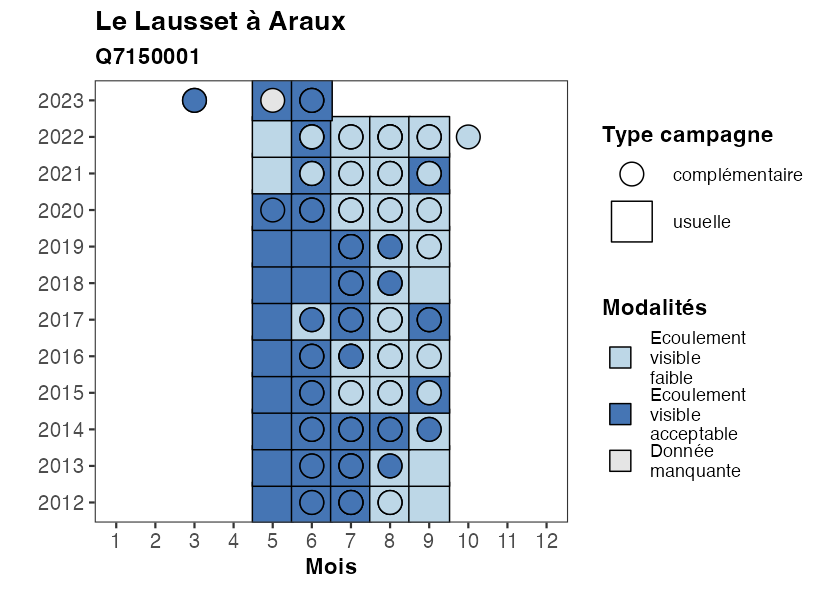 Le Lausset à Araux
Q7150001
2023
2022
2021
2020
2019
2018
2017
2016
2015
2014
2013
2012
1 2 3 4 5 6 7 8 9 10 11 12
Mois
Type campagne
complémentaire
usuelle
Modalités
Ecoulement
visible
faible
Ecoulement
visible
acceptable
Donnée
manquante